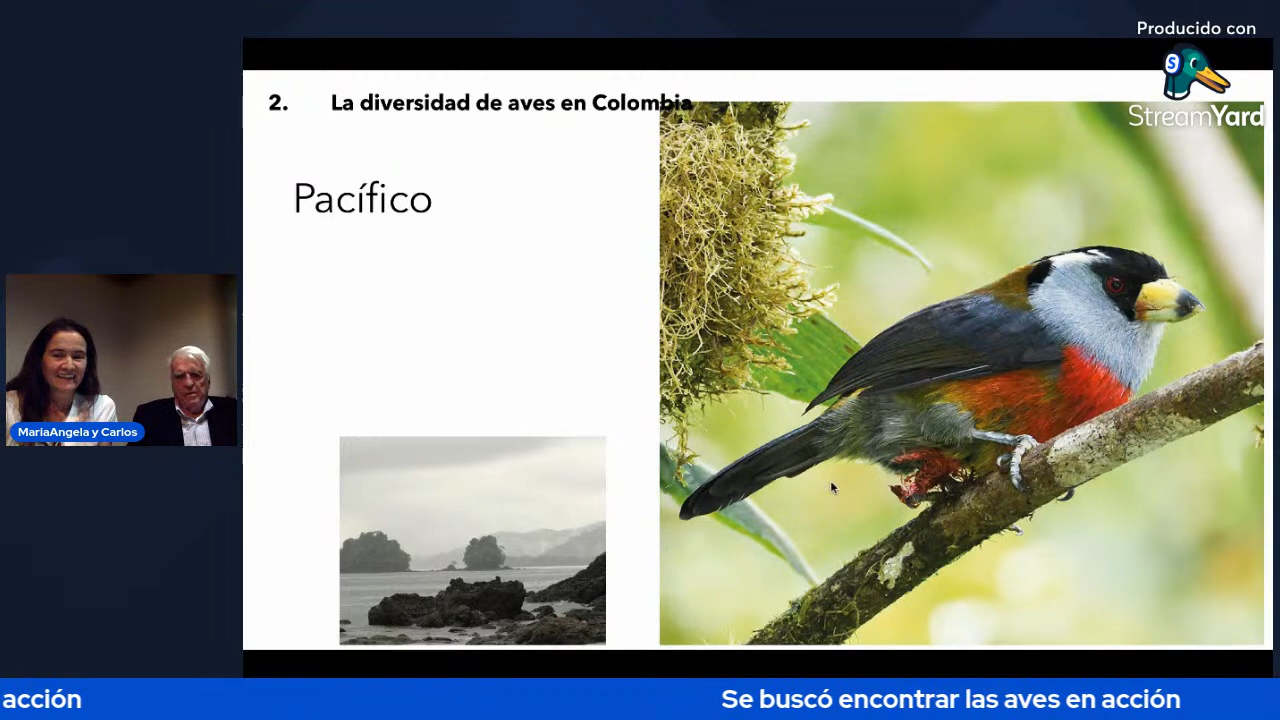 Producido con
S
StreamYard
2. La diversidad de aves en Colombia
Pacífico
MariaAngela y Carlos
acción
Se buscó encontrar las aves en acción